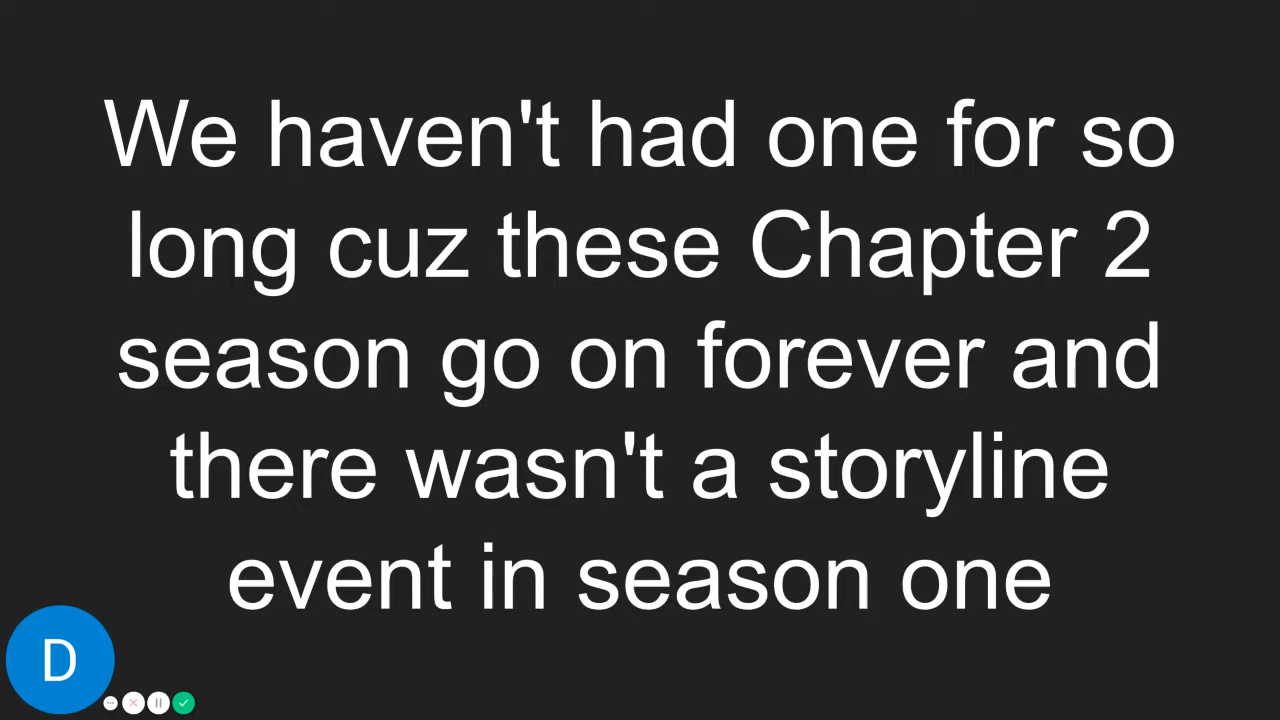 We haven't had one for so
long cuz these Chapter 2
season go on forever and
there wasn't a storyline
event in season one
D